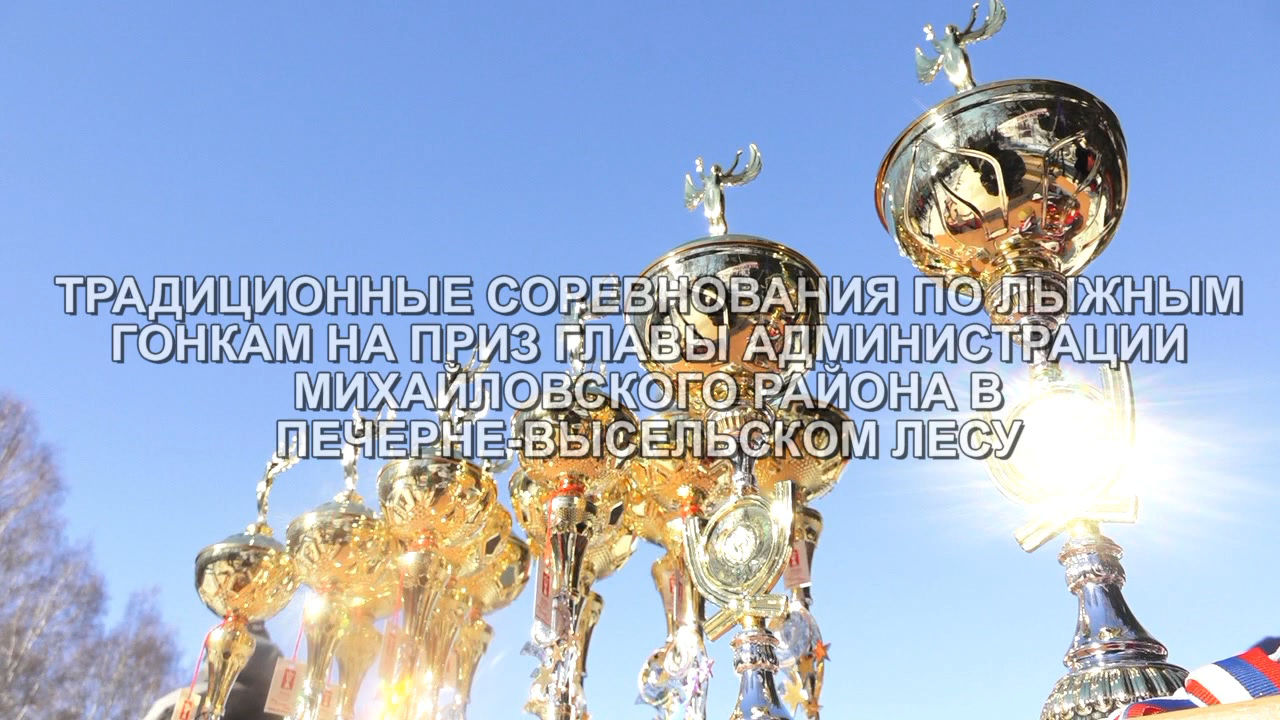 ТРАДИЦИОННЫЕ СОРЕВНОВАНИЯ ПО ЛЫЖНЫМ
ГОНКАМ НА ПРИЗ ГЛАВЫ АДМИНИСТРАЦИИ
МИХАЙЛОВСКОГО РАЙОНА В
ПЕЧЕРНЕ-ВЫСЕЛЬСКОМ ЛЕСУ